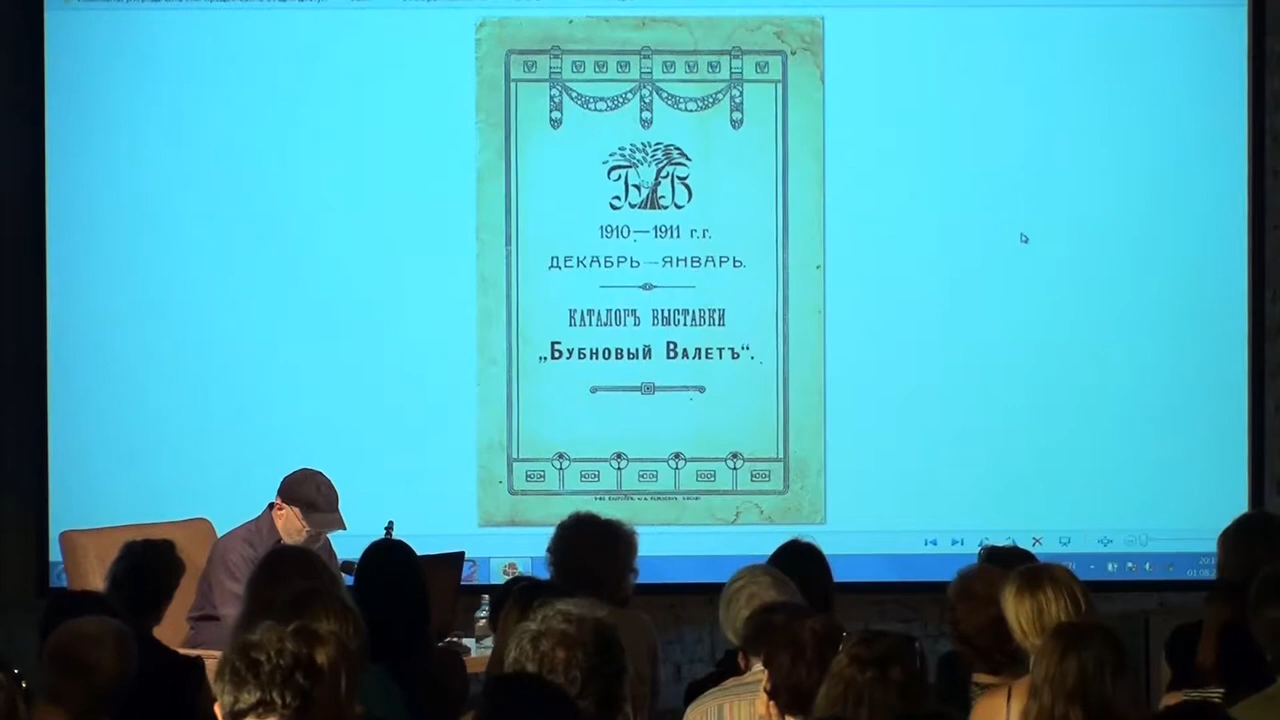 БВ
1910—1911 г.г.
ДЕКАБРЬ—ЯНВАРЬ.
КАТАЛОГЪ ВЫСТАВКИ
„БУБНОВЫЙ ВАЛЕТЪ“.